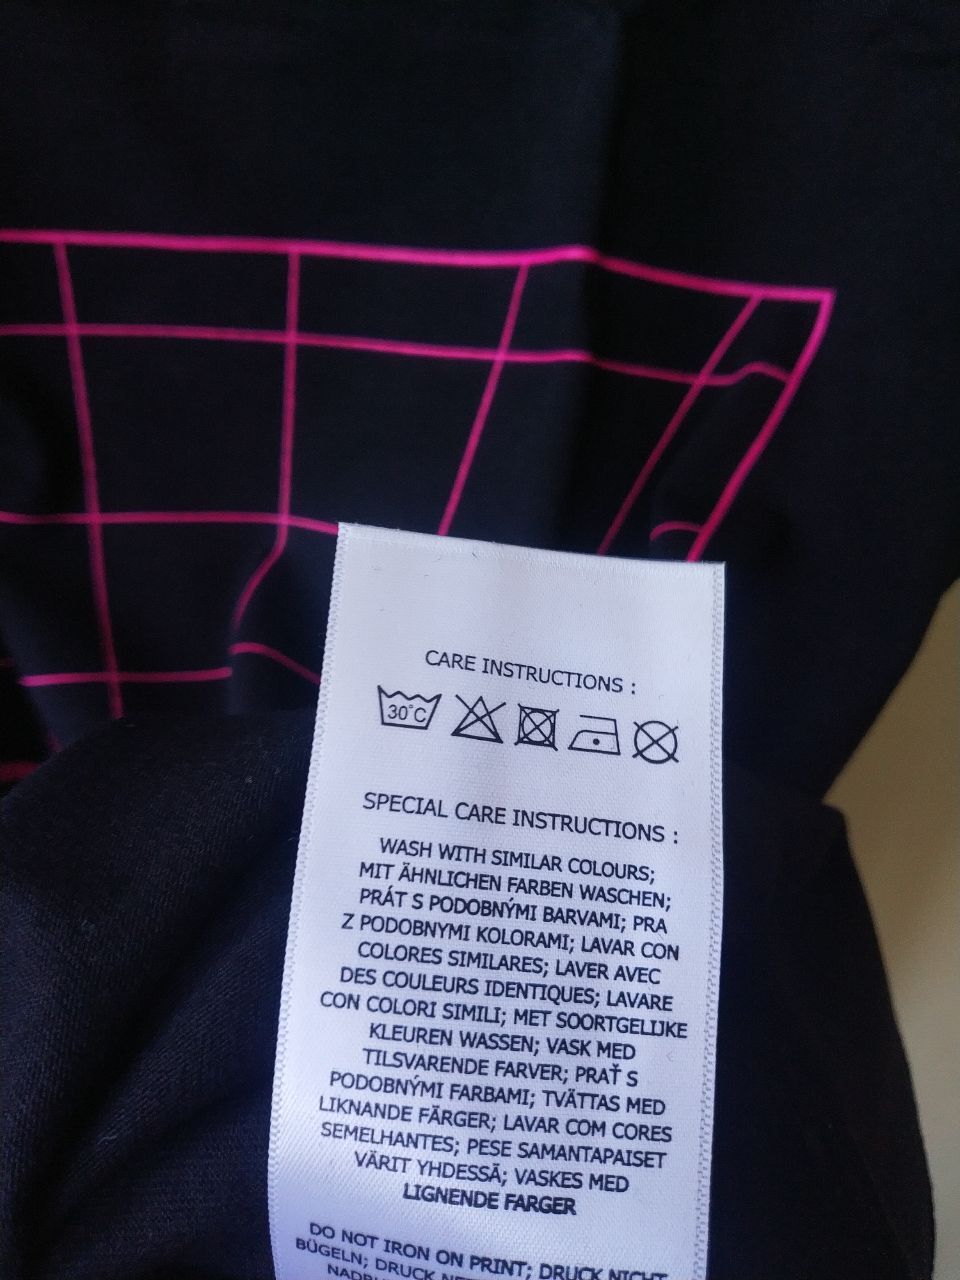 CARE INSTRUCTIONS :
30°C
SPECIAL CARE INSTRUCTIONS :
WASH WITH SIMILAR COLOURS;
MIT ÄHNLICHEN FARBEN WASCHEN;
PRÁT S PODOBNÝMI BARVAMI; PRA
Z PODOBNYMI KOLORAMI; LAVAR CON
COLORES SIMILARES; LAVER AVEC
DES COULEURS IDENTIQUES; LAVARE
CON COLORI SIMILI; MET SOORTGELIJKE
KLEUREN WASSEN; VASK MED
TILSVARENDE FARVER; PRAŤ S
PODOBNÝMI FARBAMI; TVÄTTAS MED
LIKNANDE FÄRGER; LAVAR COM CORES
SEMELHANTES; PESE SAMANTAPAISET
VÄRIT YHDESSÄ; VASKES MED
LIGNENDE FARGER
DO NOT IRON ON PRINT; DRUCK NICHT
BÜGELN; DRUCK